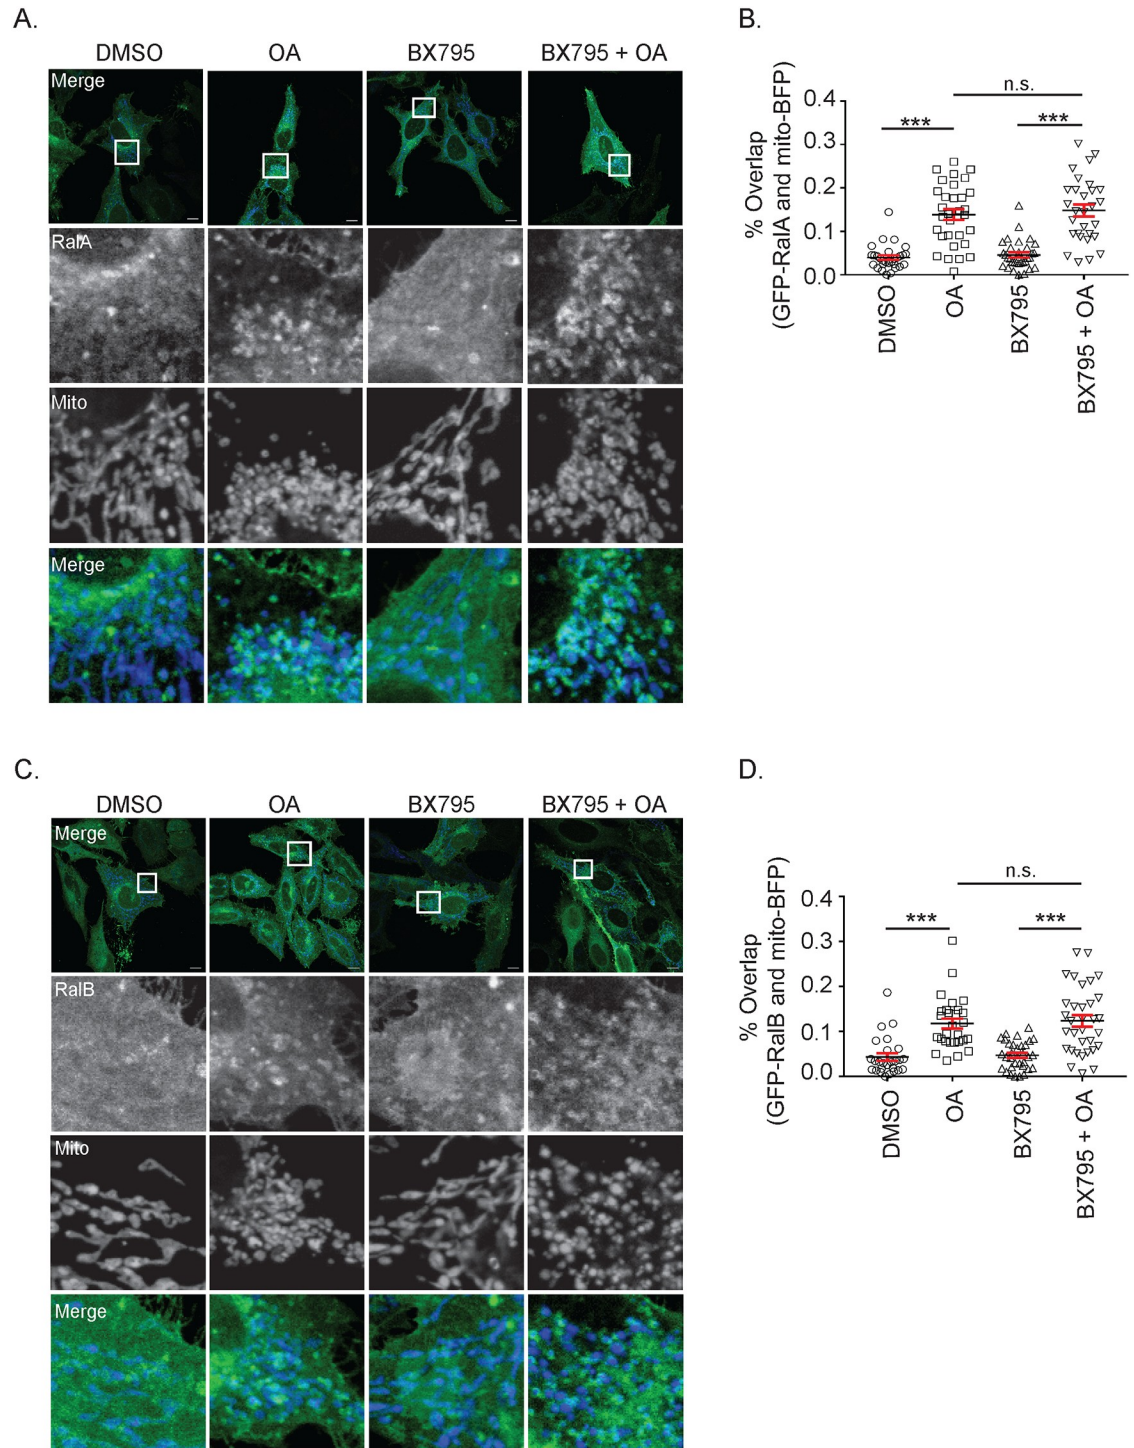 A.
DMSO OA BX795 BX795 + OA
Merge
RalA
Mito
Merge
B.
n.s.
*** ***
0.4
0.3
0.2
0.1
0.0
% Overlap
(GFP-RalA and mito-BFP)
DMSO
OA
BX795
BX795 + OA
C.
DMSO OA BX795 BX795 + OA
Merge
RalB
Mito
Merge
D.
n.s.
*** ***
0.4
0.3
0.2
0.1
0.0
% Overlap
(GFP-RalB and mito-BFP)
DMSO
OA
BX795
BX795 + OA